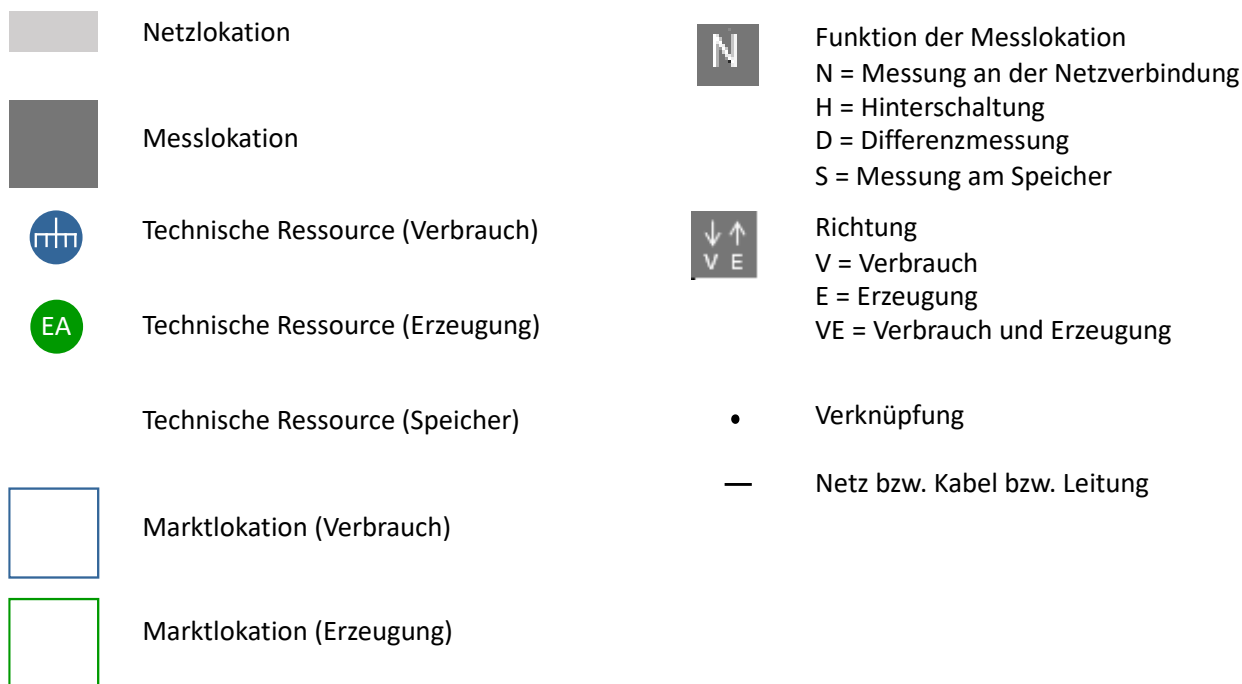 Netzlokation
Messlokation
Technische Ressource (Verbrauch)
EA
Technische Ressource (Erzeugung)
Technische Ressource (Speicher)
Marktlokation (Verbrauch)
Marktlokation (Erzeugung)
N
Funktion der Messlokation
N = Messung an der Netzverbindung
H = Hinterschaltung
D = Differenzmessung
S = Messung am Speicher
↓ ↑
V E
Richtung
V = Verbrauch
E = Erzeugung
VE = Verbrauch und Erzeugung
Verknüpfung
Netz bzw. Kabel bzw. Leitung